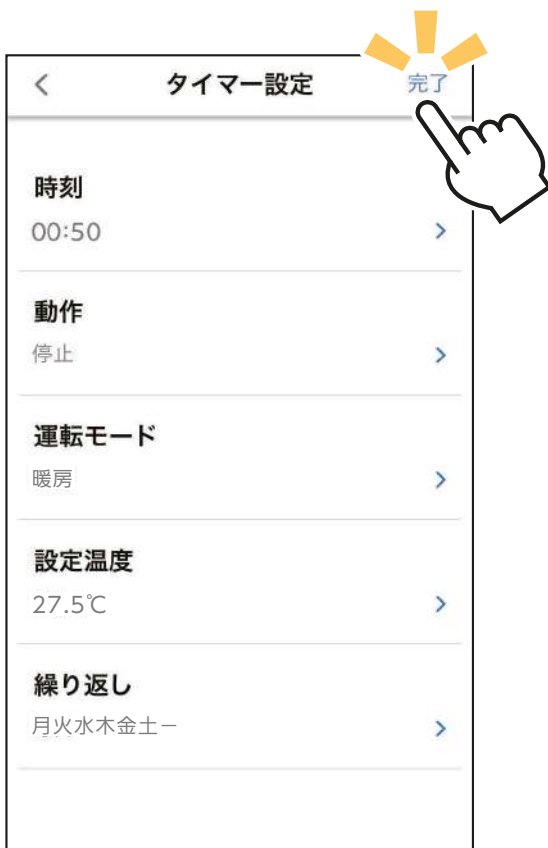 ＜ タイマー設定 完了
時刻
00:50
動作
停止
運転モード
暖房
設定温度
27.5℃
繰り返し
月火水木金土－